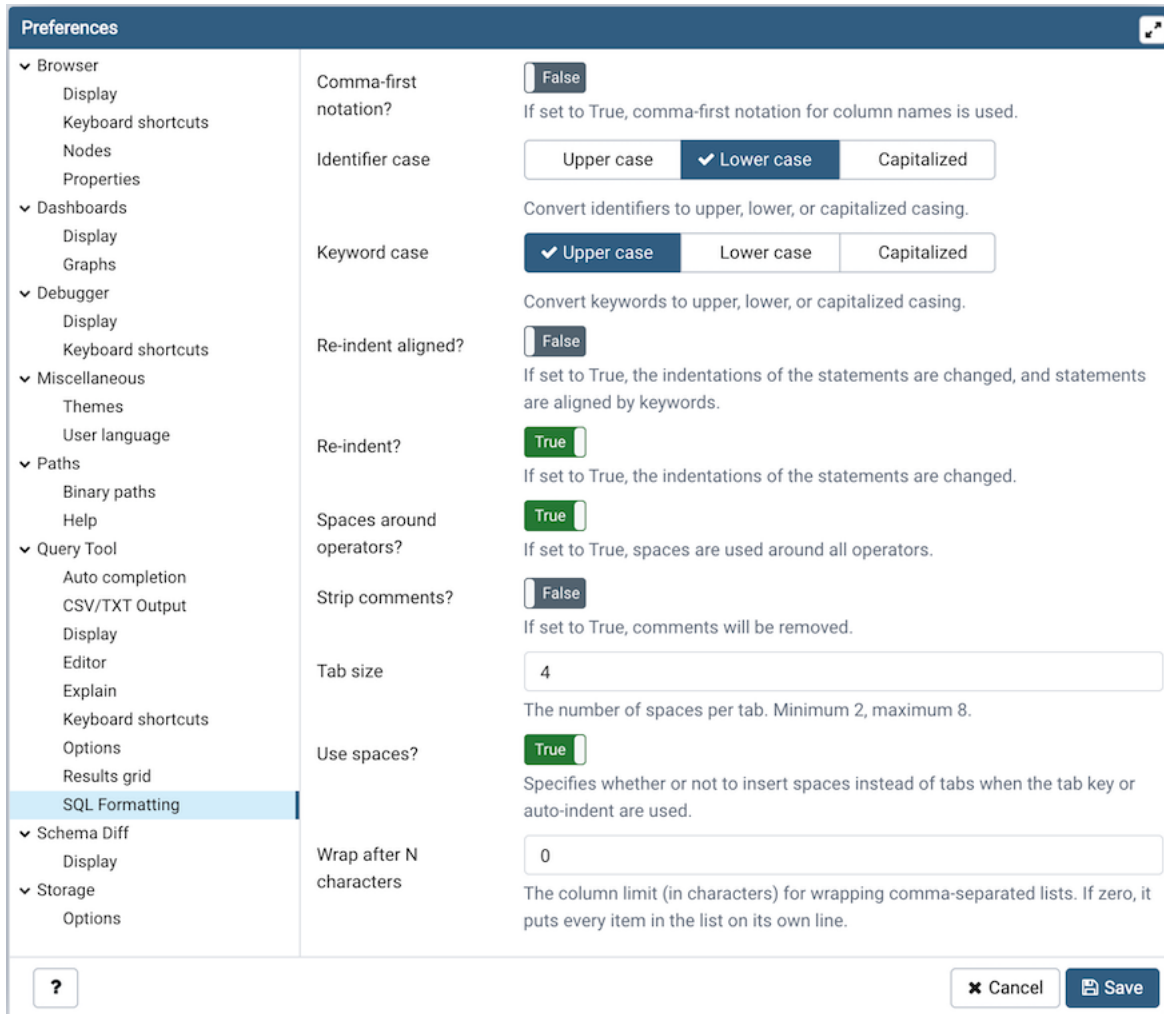 Preferences
Browser
Display
Keyboard shortcuts
Nodes
Properties
Dashboards
Display
Graphs
Debugger
Display
Keyboard shortcuts
Miscellaneous
Themes
User language
Paths
Binary paths
Help
Query Tool
Auto completion
CSV/TXT Output
Display
Editor
Explain
Keyboard shortcuts
Options
Results grid
SQL Formatting
Schema Diff
Display
Storage
Options
Comma-first
notation?
False
If set to True, comma-first notation for column names is used.
Identifier case
Upper case
Lower case
Capitalized
Convert identifiers to upper, lower, or capitalized casing.
Keyword case
Upper case
Lower case
Capitalized
Convert keywords to upper, lower, or capitalized casing.
Re-indent aligned?
False
If set to True, the indentations of the statements are changed, and statements
are aligned by keywords.
Re-indent?
True
If set to True, the indentations of the statements are changed.
Spaces around
operators?
True
If set to True, spaces are used around all operators.
Strip comments?
False
If set to True, comments will be removed.
Tab size
4
The number of spaces per tab. Minimum 2, maximum 8.
Use spaces?
True
Specifies whether or not to insert spaces instead of tabs when the tab key or
auto-indent are used.
Wrap after N
characters
0
The column limit (in characters) for wrapping comma-separated lists. If zero, it
puts every item in the list on its own line.
?
Cancel
Save